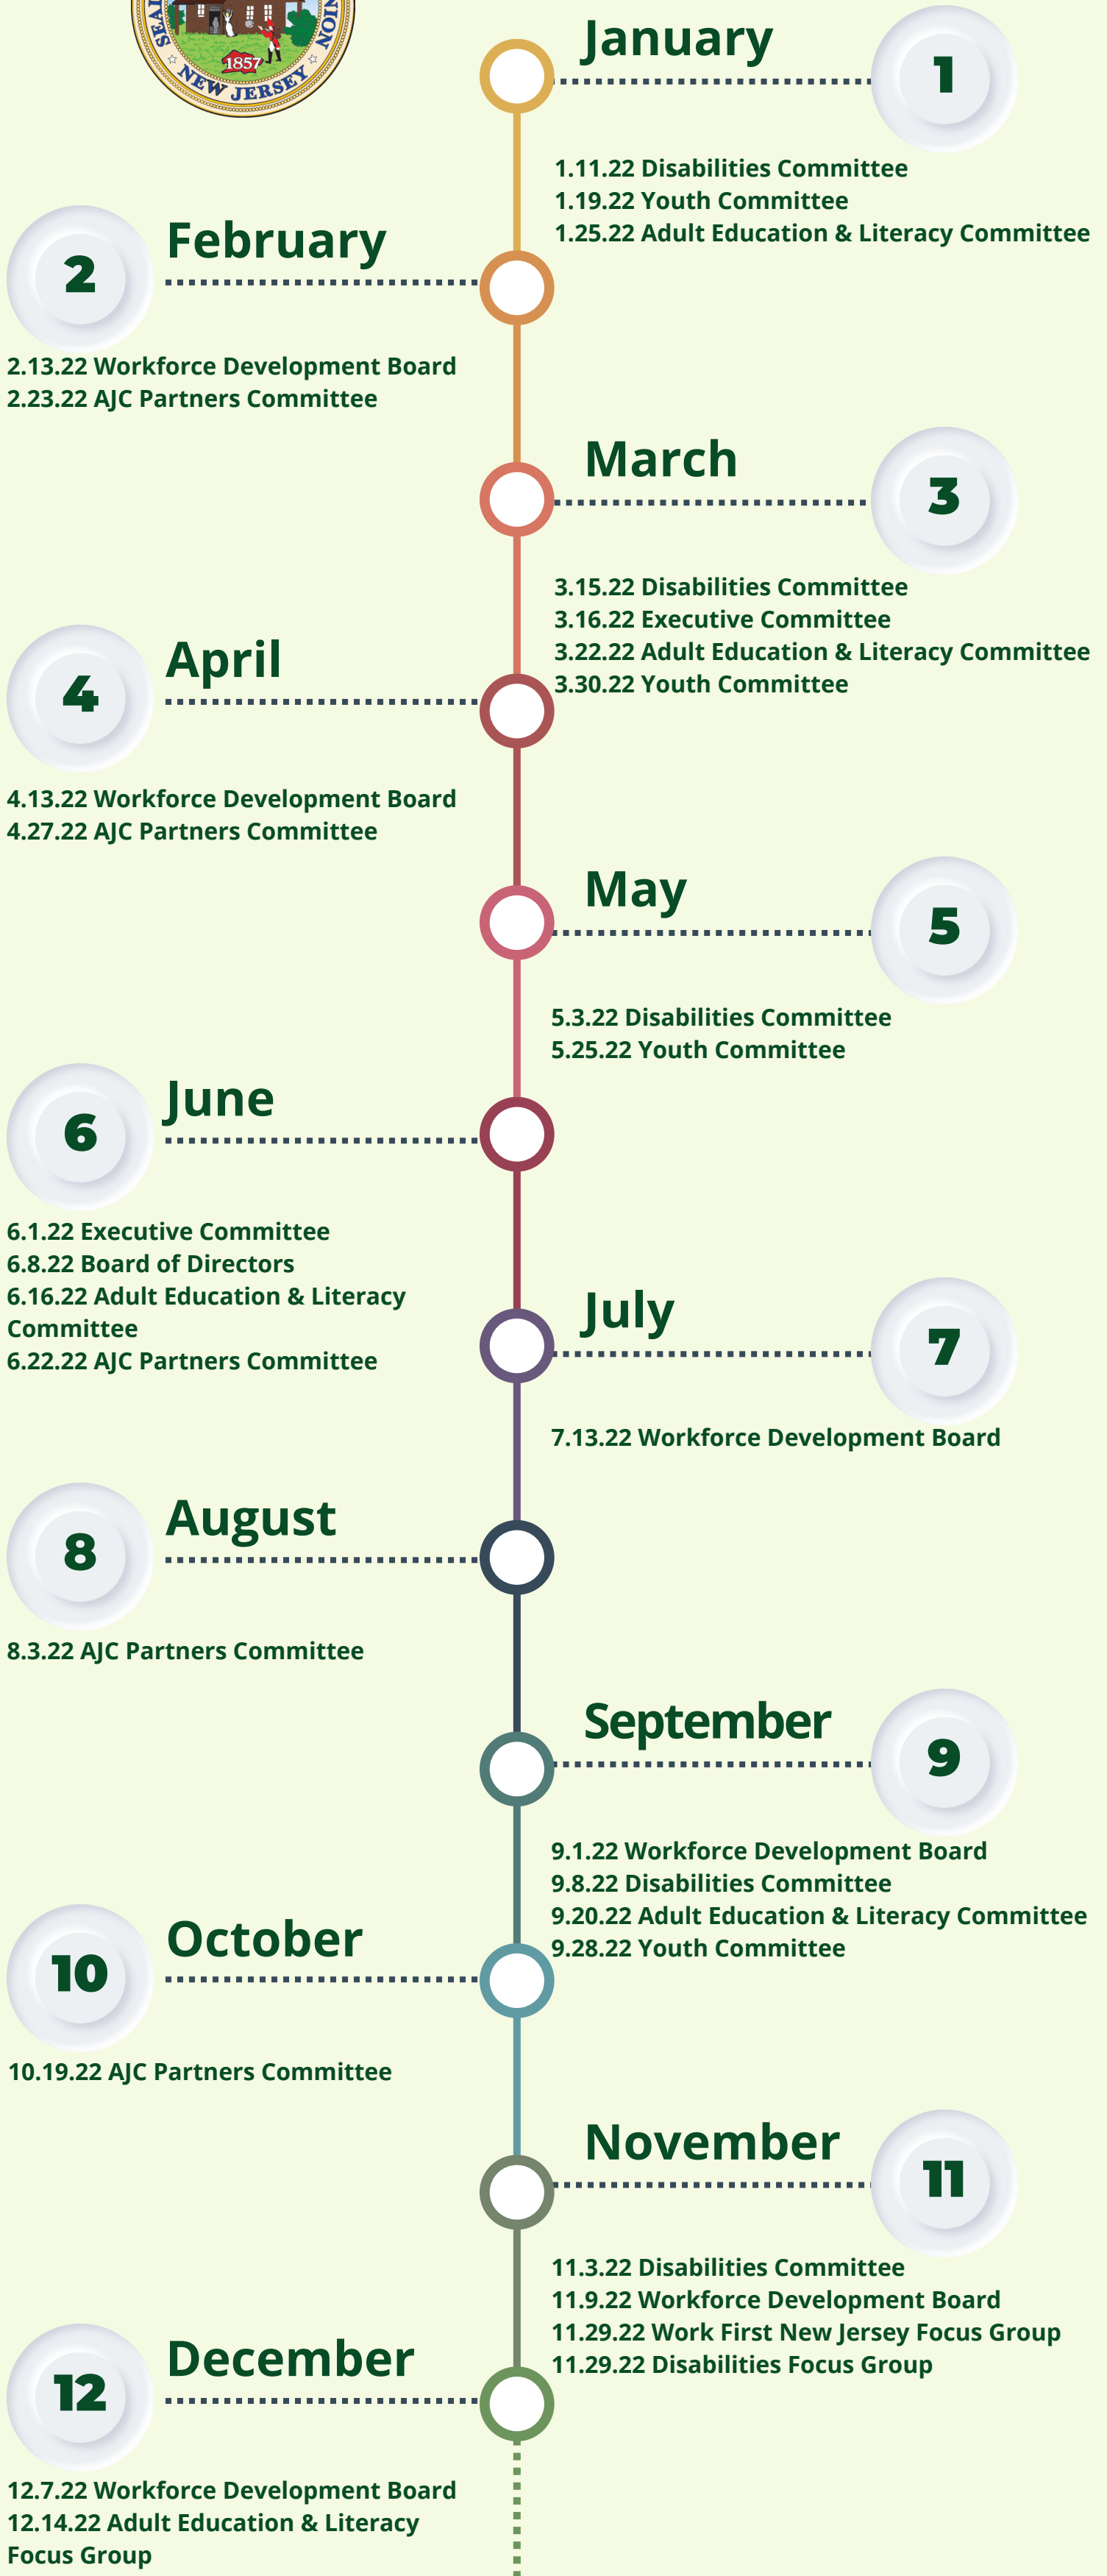 SEAL
UNION
1857
NEW JERSEY
January
1
1.11.22 Disabilities Committee
1.19.22 Youth Committee
1.25.22 Adult Education & Literacy Committee
February
2
2.13.22 Workforce Development Board
2.23.22 AJC Partners Committee
March
3
3.15.22 Disabilities Committee
3.16.22 Executive Committee
3.22.22 Adult Education & Literacy Committee
3.30.22 Youth Committee
April
4
4.13.22 Workforce Development Board
4.27.22 AJC Partners Committee
May
5
5.3.22 Disabilities Committee
5.25.22 Youth Committee
June
6
6.1.22 Executive Committee
6.8.22 Board of Directors
6.16.22 Adult Education & Literacy
Committee
6.22.22 AJC Partners Committee
July
7
7.13.22 Workforce Development Board
August
8
8.3.22 AJC Partners Committee
September
9
9.1.22 Workforce Development Board
9.8.22 Disabilities Committee
9.20.22 Adult Education & Literacy Committee
9.28.22 Youth Committee
October
10
10.19.22 AJC Partners Committee
November
11
11.3.22 Disabilities Committee
11.9.22 Workforce Development Board
11.29.22 Work First New Jersey Focus Group
11.29.22 Disabilities Focus Group
December
12
12.7.22 Workforce Development Board
12.14.22 Adult Education & Literacy
Focus Group